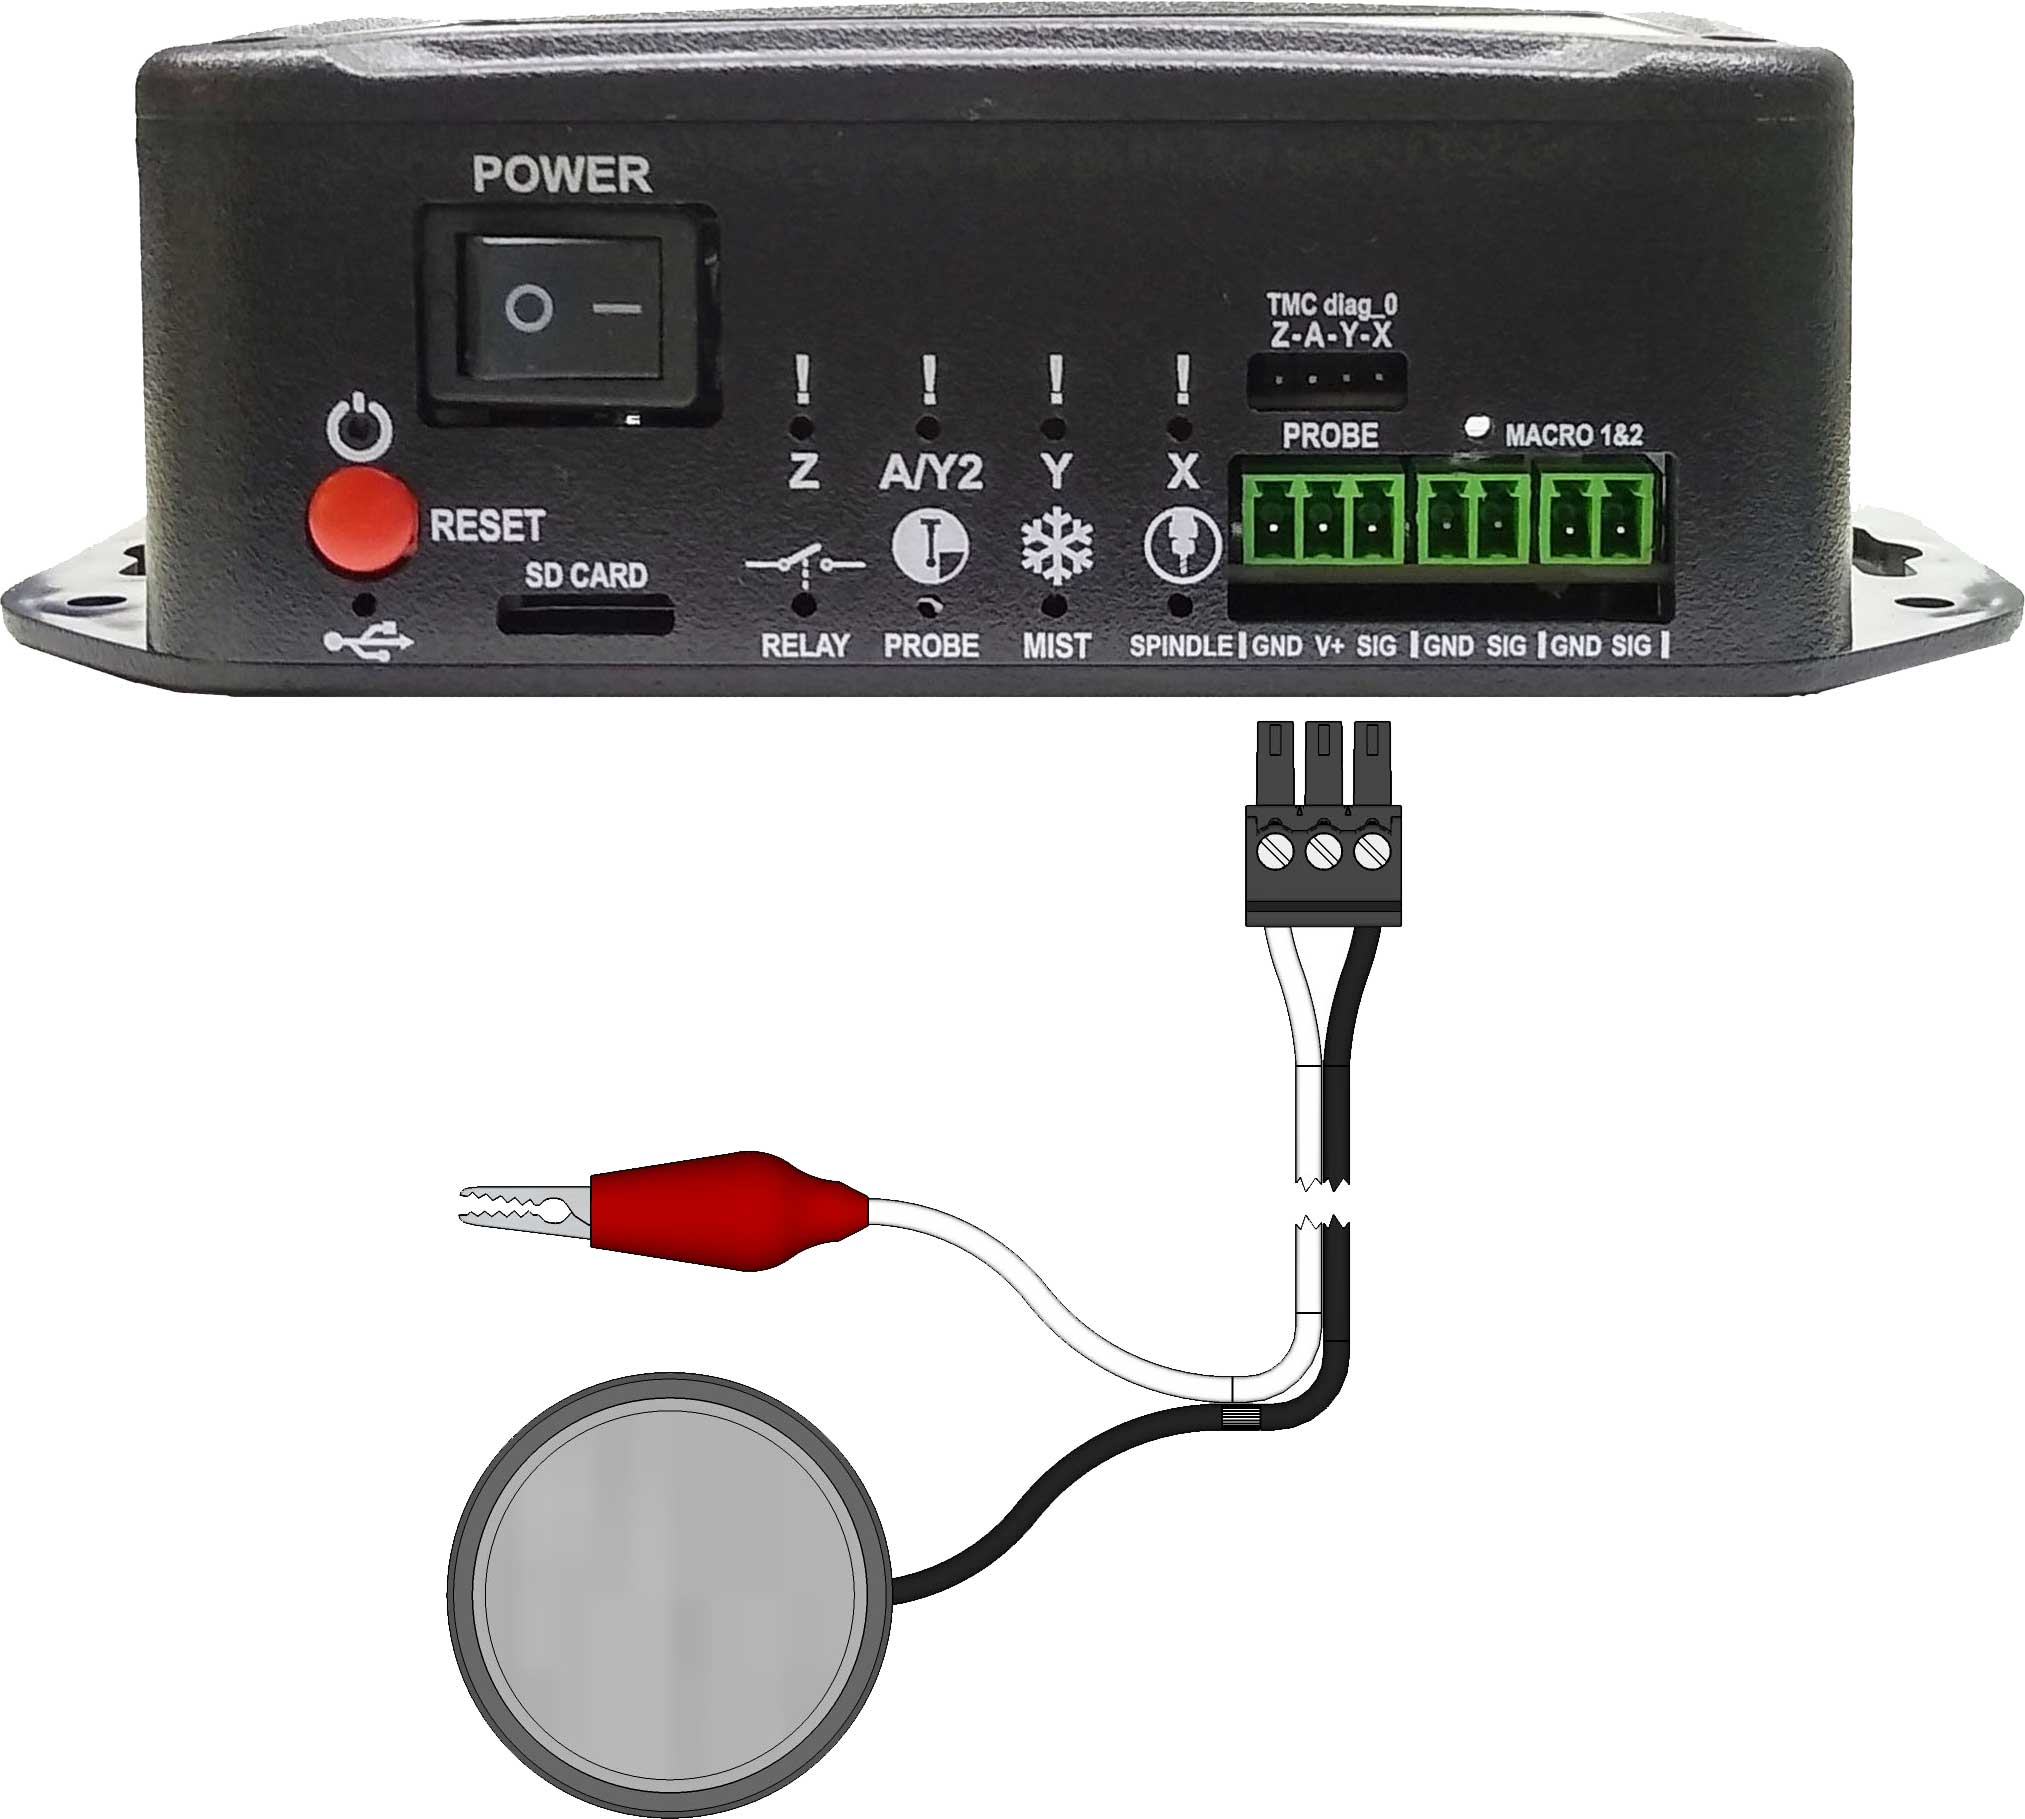 POWER
TMC diag_0
Z-A-Y-X
! ! ! !
PROBE
MACRO 1&2
Z A/Y2 Y X
RESET
SD CARD
RELAY PROBE MIST SPINDLE | GND V+ SIG | GND SIG | GND SIG |